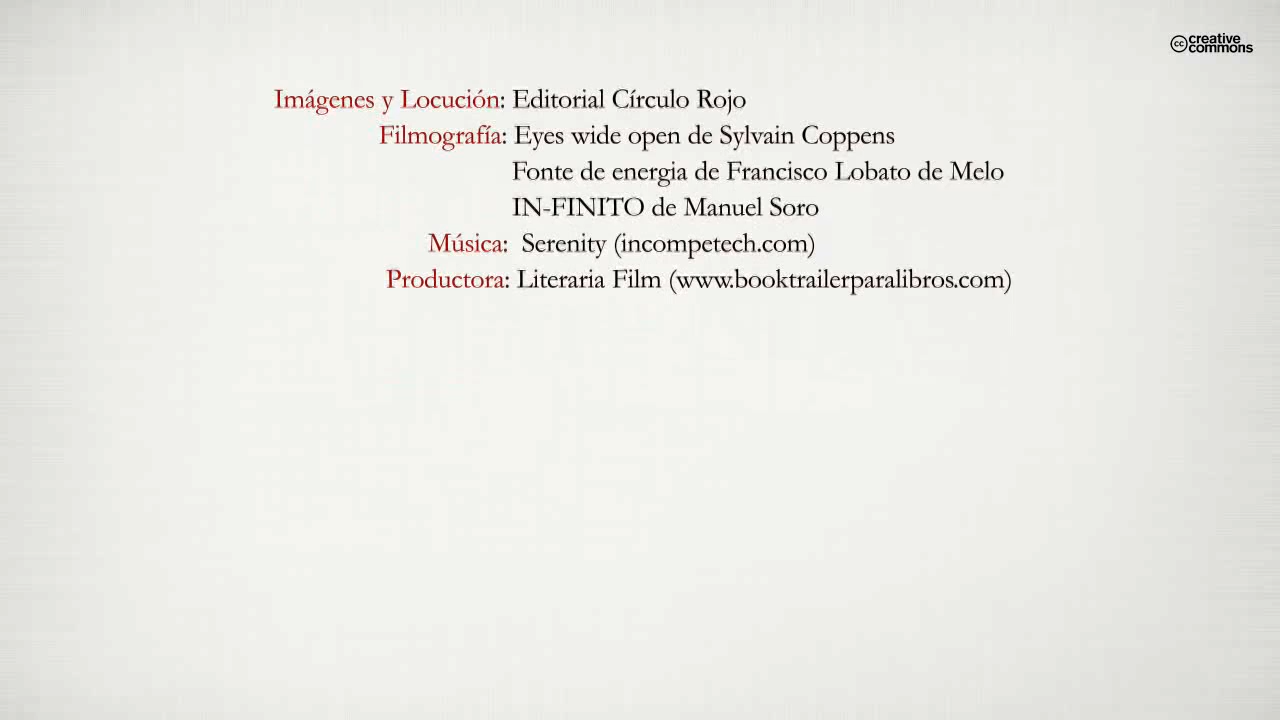 creative
commons
Imágenes y Locución: Editorial Círculo Rojo
Filmografía: Eyes wide open de Sylvain Coppens
Fonte de energia de Francisco Lobato de Melo
IN-FINITO de Manuel Soro
Música: Serenity (incompetech.com)
Productora: Literaria Film (www.booktrailerparalibros.com)